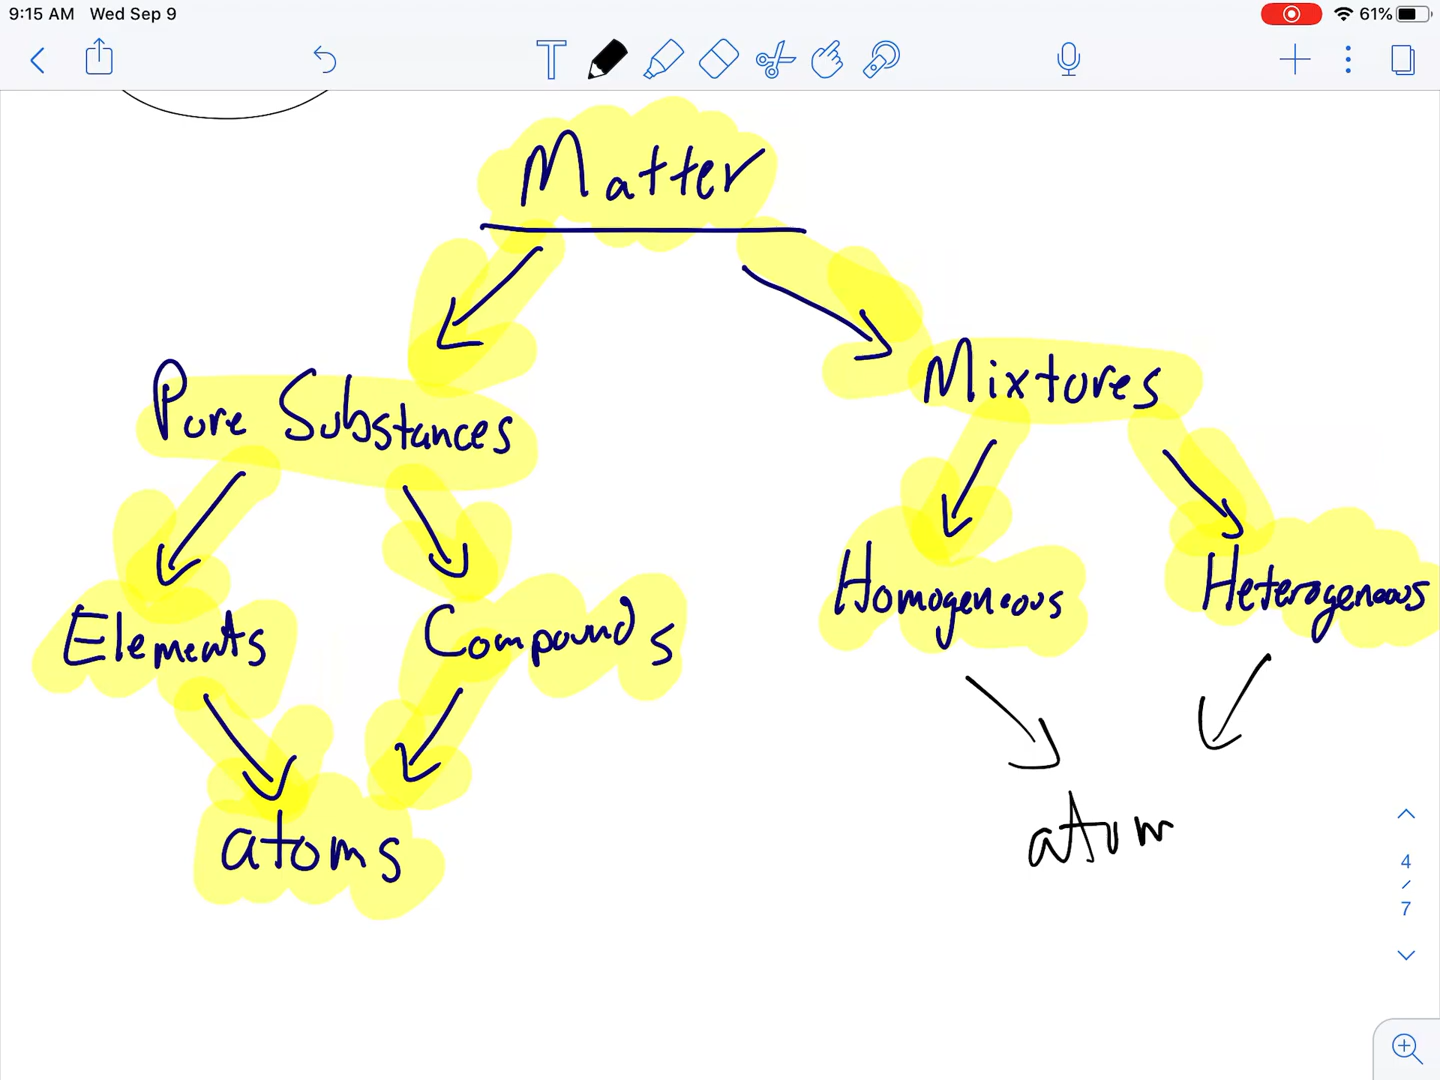 9:15 AM Wed Sep 9
61%
T
Matter
Pure Substances
Mixtures
Elements
Compounds
Homogeneous
Heterogeneous
atoms
atom
4
/
7